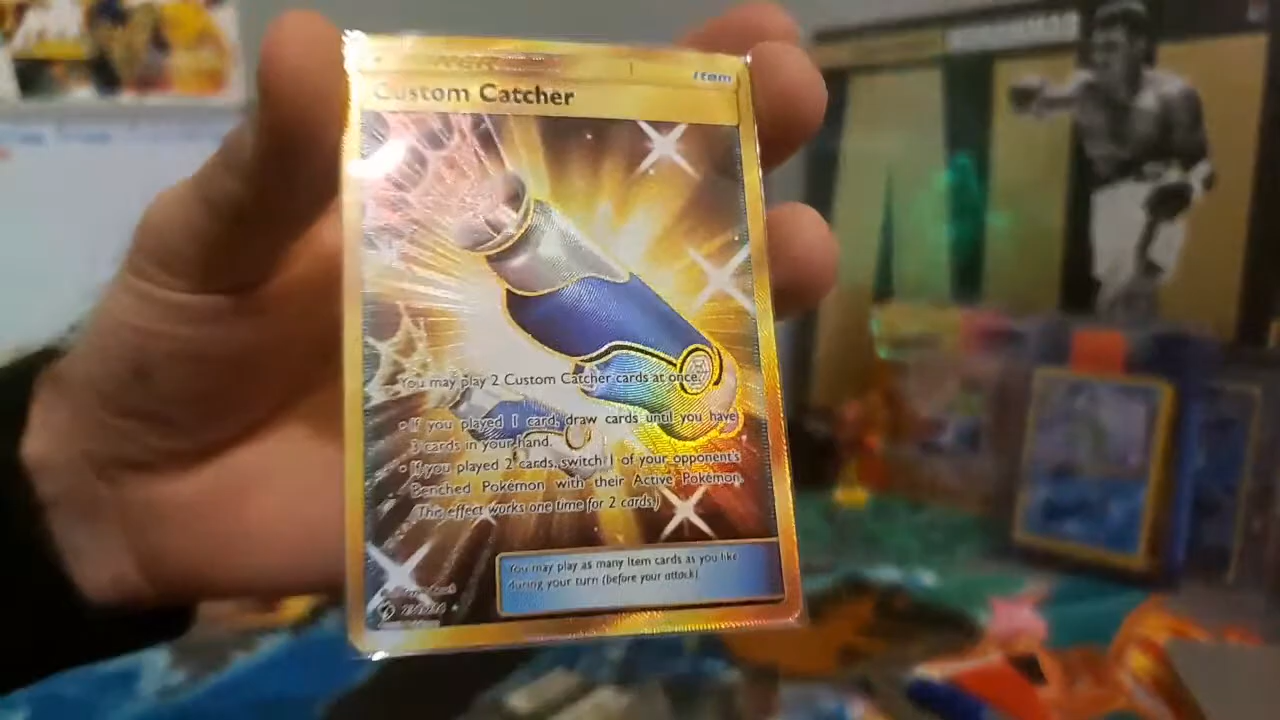 Item
Custom Catcher
You may play 2 Custom Catcher cards at once.
• If you played 1 card, draw cards until you have
3 cards in your hand.
• If you played 2 cards, switch 1 of your opponent's
Benched Pokémon with their Active Pokémon.
(This effect works one time for 2 cards.)
You may play as many Item cards as you like
during your turn (before your attack).